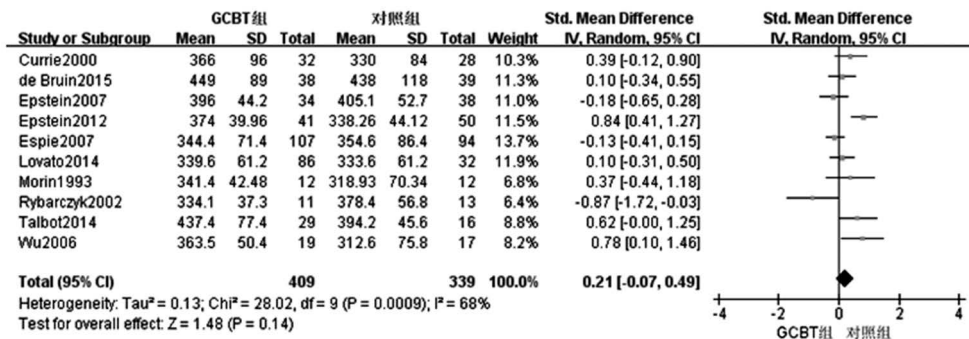 GCBT组 对照组 Std. Mean Difference Std. Mean Difference
Study or Subgroup Mean SD Total Mean SD Total Weight IV, Random, 95% CI IV, Random, 95% CI
Currie2000 366 96 32 330 84 28 10.3% 0.39 [-0.12, 0.90]
de Bruin2015 449 89 38 438 118 39 11.3% 0.10 [-0.34, 0.55]
Epstein2007 396 44.2 34 405.1 52.7 38 11.0% -0.18 [-0.65, 0.28]
Epstein2012 374 39.96 41 338.26 44.12 50 11.6% 0.84 [0.41, 1.27]
Espie2007 344.4 71.4 107 354.6 86.4 94 13.7% -0.13 [-0.41, 0.15]
Lovato2014 339.6 61.2 86 333.6 61.2 32 11.9% 0.10 [-0.31, 0.50]
Morin1993 341.4 42.48 12 318.93 70.34 12 6.8% 0.37 [-0.44, 1.18]
Rybarczyk2002 334.1 37.3 11 378.4 56.8 13 6.5% -0.87 [-1.72, -0.03]
Talbot2014 437.4 77.4 29 394.2 45.6 16 8.8% 0.62 [-0.00, 1.25]
Wu2006 363.5 50.4 19 312.6 75.8 17 8.2% 0.78 [0.10, 1.46]
Total (95% CI) 409 339 100.0% 0.21 [-0.07, 0.49]
Heterogeneity: Tau² = 0.13; Chi² = 28.02, df = 9 (P = 0.0009); I² = 68%
Test for overall effect: Z = 1.48 (P = 0.14)
-4 -2 0 2 4
GCBT组 对照组